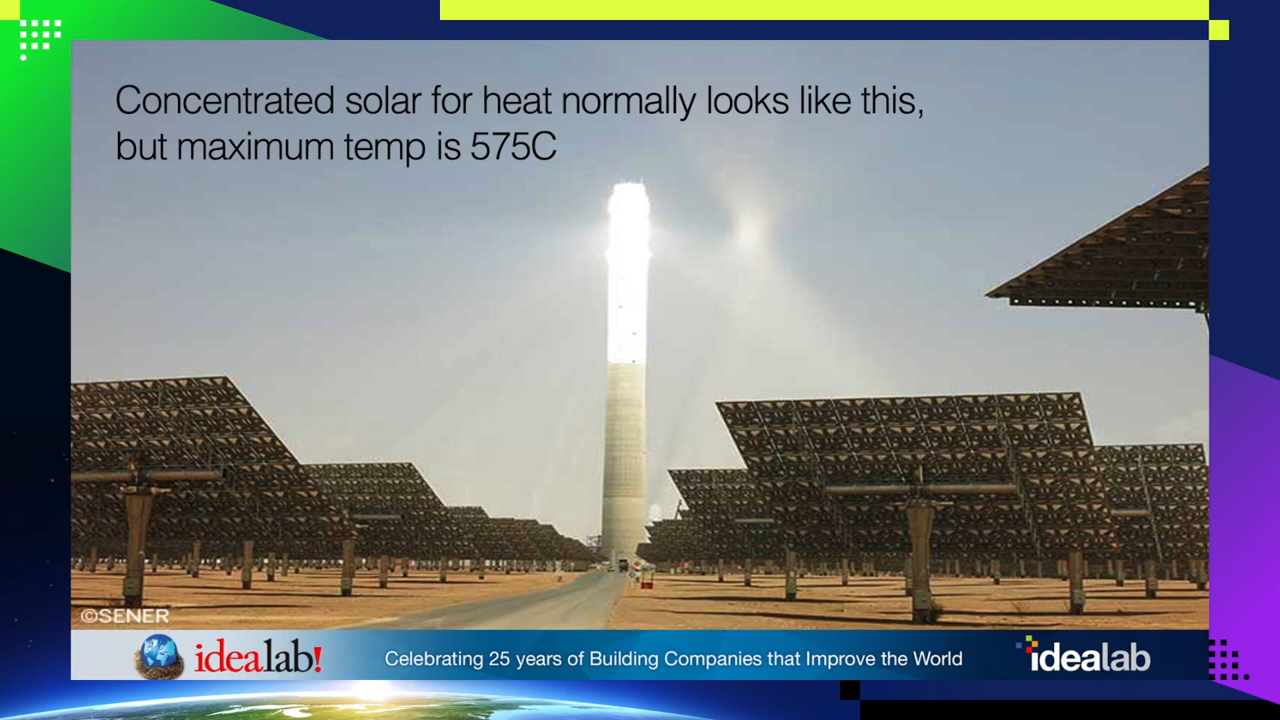 Concentrated solar for heat normally looks like this,
but maximum temp is 575C
©SENER
idealab!
Celebrating 25 years of Building Companies that Improve the World
idealab